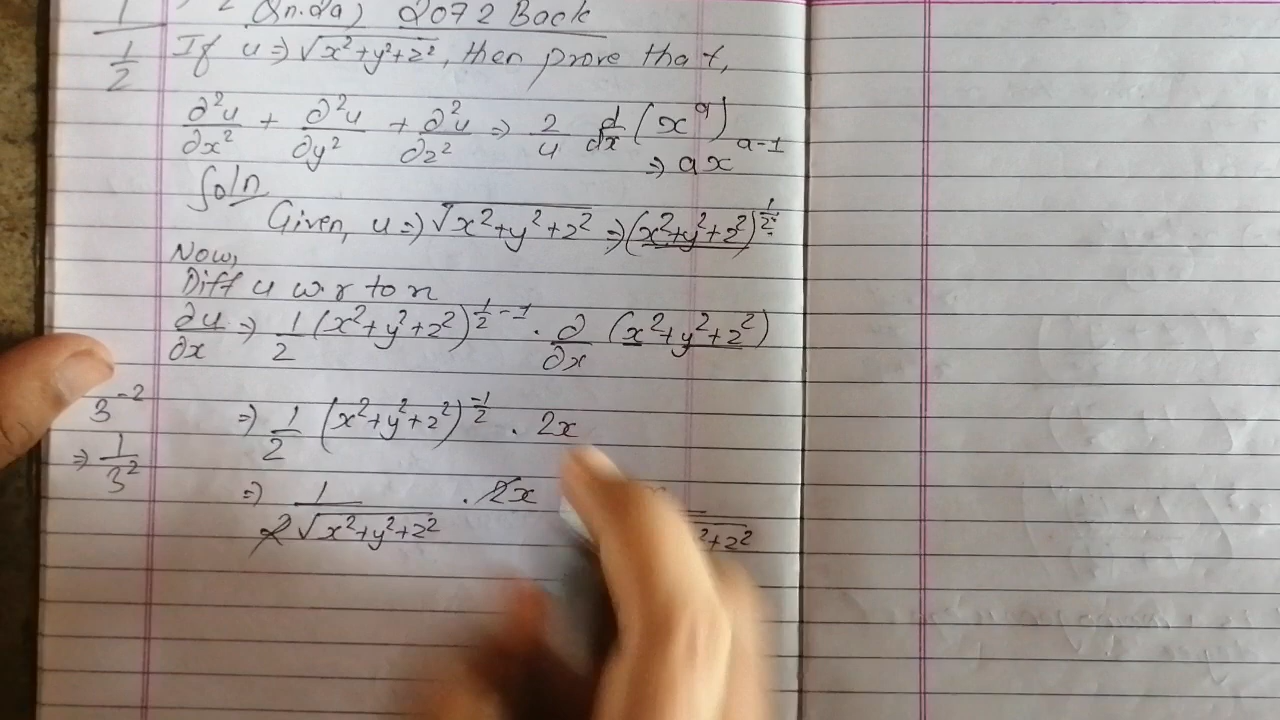 Qn.2a) 2072 Back
1/2 If u ⇒ √x²+y²+z², then prove that,
∂²u/∂x² + ∂²u/∂y² + ∂²u/∂z² ⇒ 2/u d/dx (xᵃ)
⇒ ax^(a-1)
Soln
Given, u ⇒ √x²+y²+z² ⇒ (x²+y²+z²)^(1/2)
Now,
Diff u w r to x
∂u/∂x ⇒ 1/2 (x²+y²+z²)^(1/2 - 1) . ∂/∂x (x²+y²+z²)
3⁻² ⇒ 1/2 (x²+y²+z²)^(-1/2) . 2x
⇒ 1/3²
⇒ 1/2√x²+y²+z² . 2x ²+z²